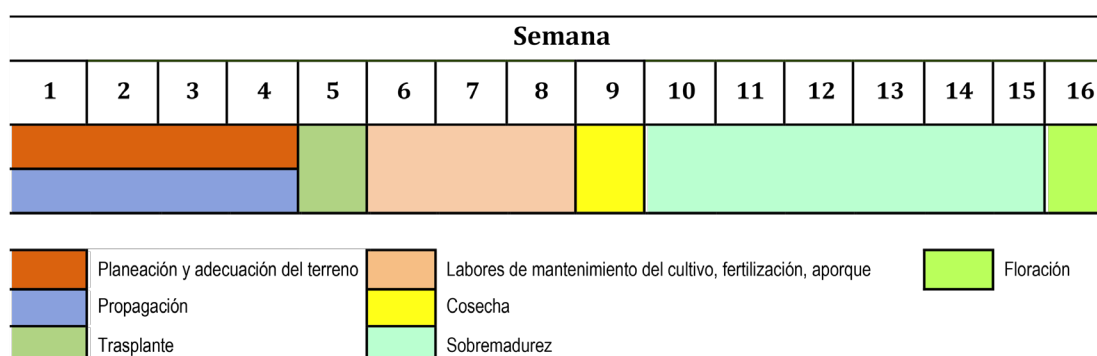 Semana
1 2 3 4 5 6 7 8 9 10 11 12 13 14 15 16
Planeación y adecuación del terreno
Labores de mantenimiento del cultivo, fertilización, aporque
Floración
Propagación
Cosecha
Trasplante
Sobremadurez